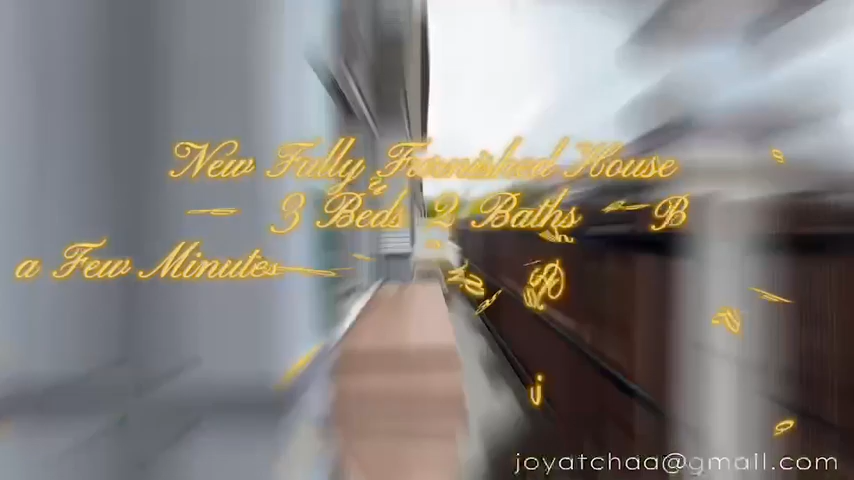 New Fully Furnished House
3 Beds 2 Baths - B
a Few Minutes
joyatchaa@gmail.com